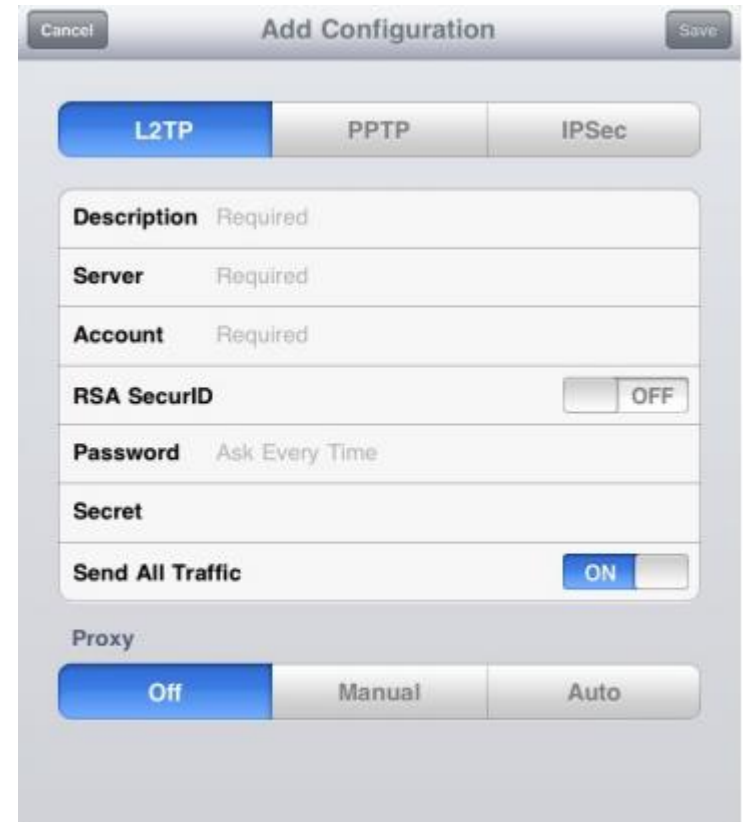 Cancel Add Configuration Save
L2TP PPTP IPSec
Description Required
Server Required
Account Required
RSA SecurID OFF
Password Ask Every Time
Secret
Send All Traffic ON
Proxy
Off Manual Auto